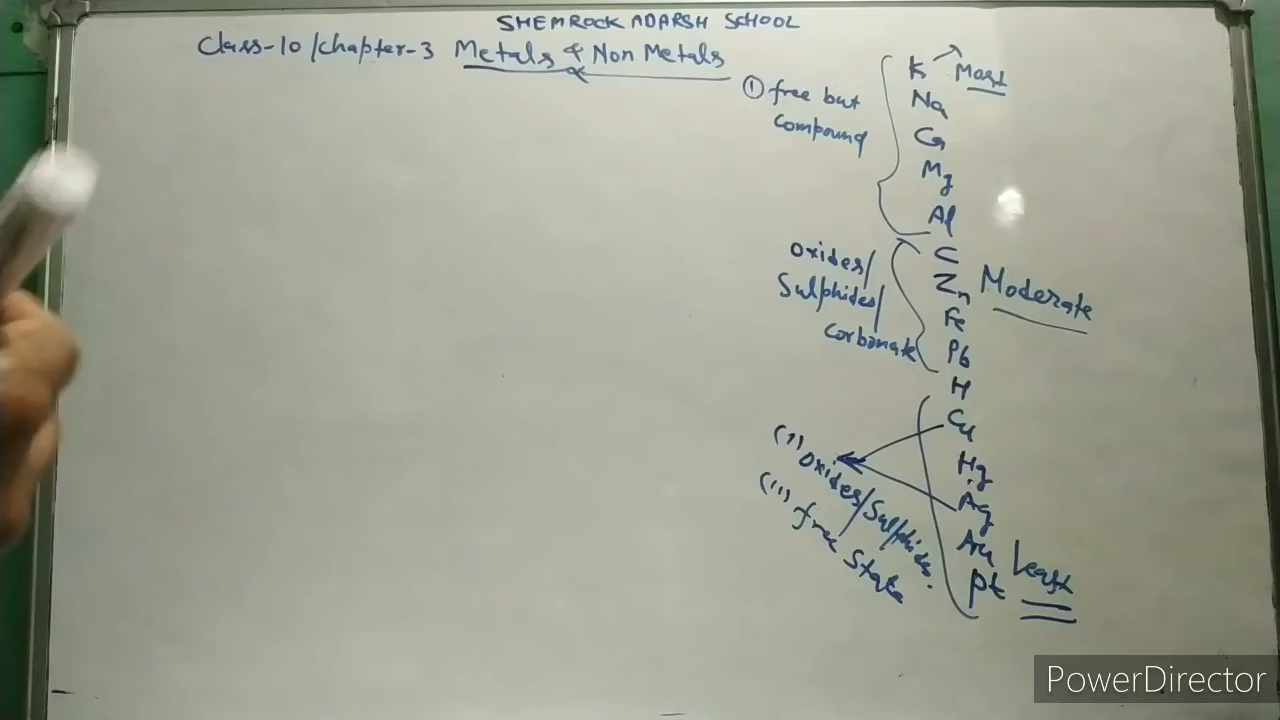 SHEMROCK ADARSH SCHOOL
Class-10/chapter-3 Metals & Non Metals
① free but
compound
K Most
Na
Ca
Mg
Al
Oxides/
Sulphides/
Carbonate
C
Zn Moderate
Fe
Pb
H
Cu
Hg
Ag
Au Least
Pt
(i) Oxides/Sulphides.
(ii) free State
PowerDirector